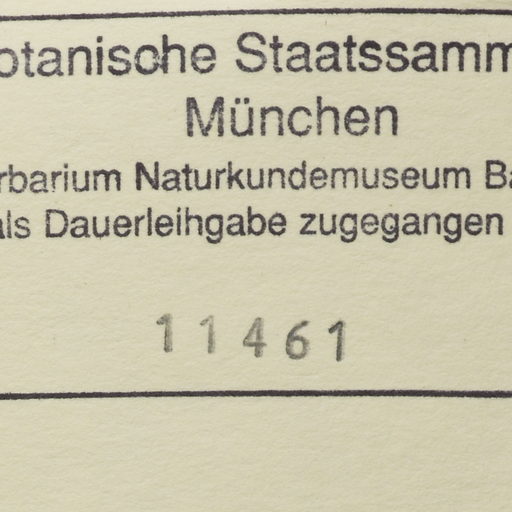 otanische Staatssamm
München
rbarium Naturkundemuseum Ba
als Dauerleihgabe zugegangen
11461